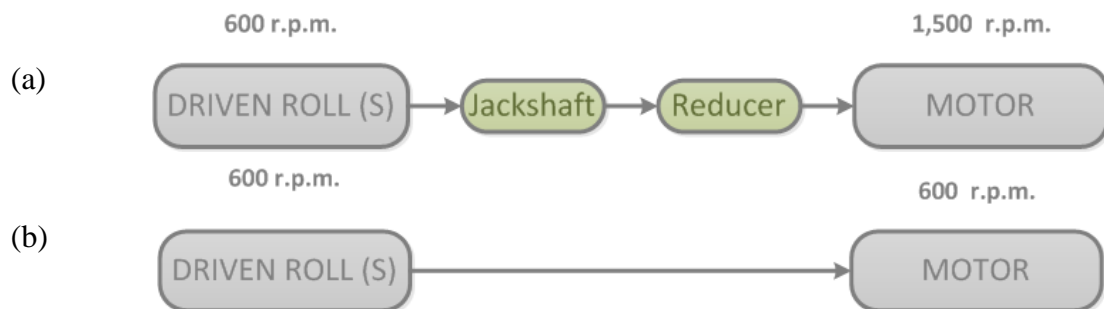 600 r.p.m. 1,500 r.p.m.
(a) DRIVEN ROLL (S) Jackshaft Reducer MOTOR
600 r.p.m. 600 r.p.m.
(b) DRIVEN ROLL (S) MOTOR